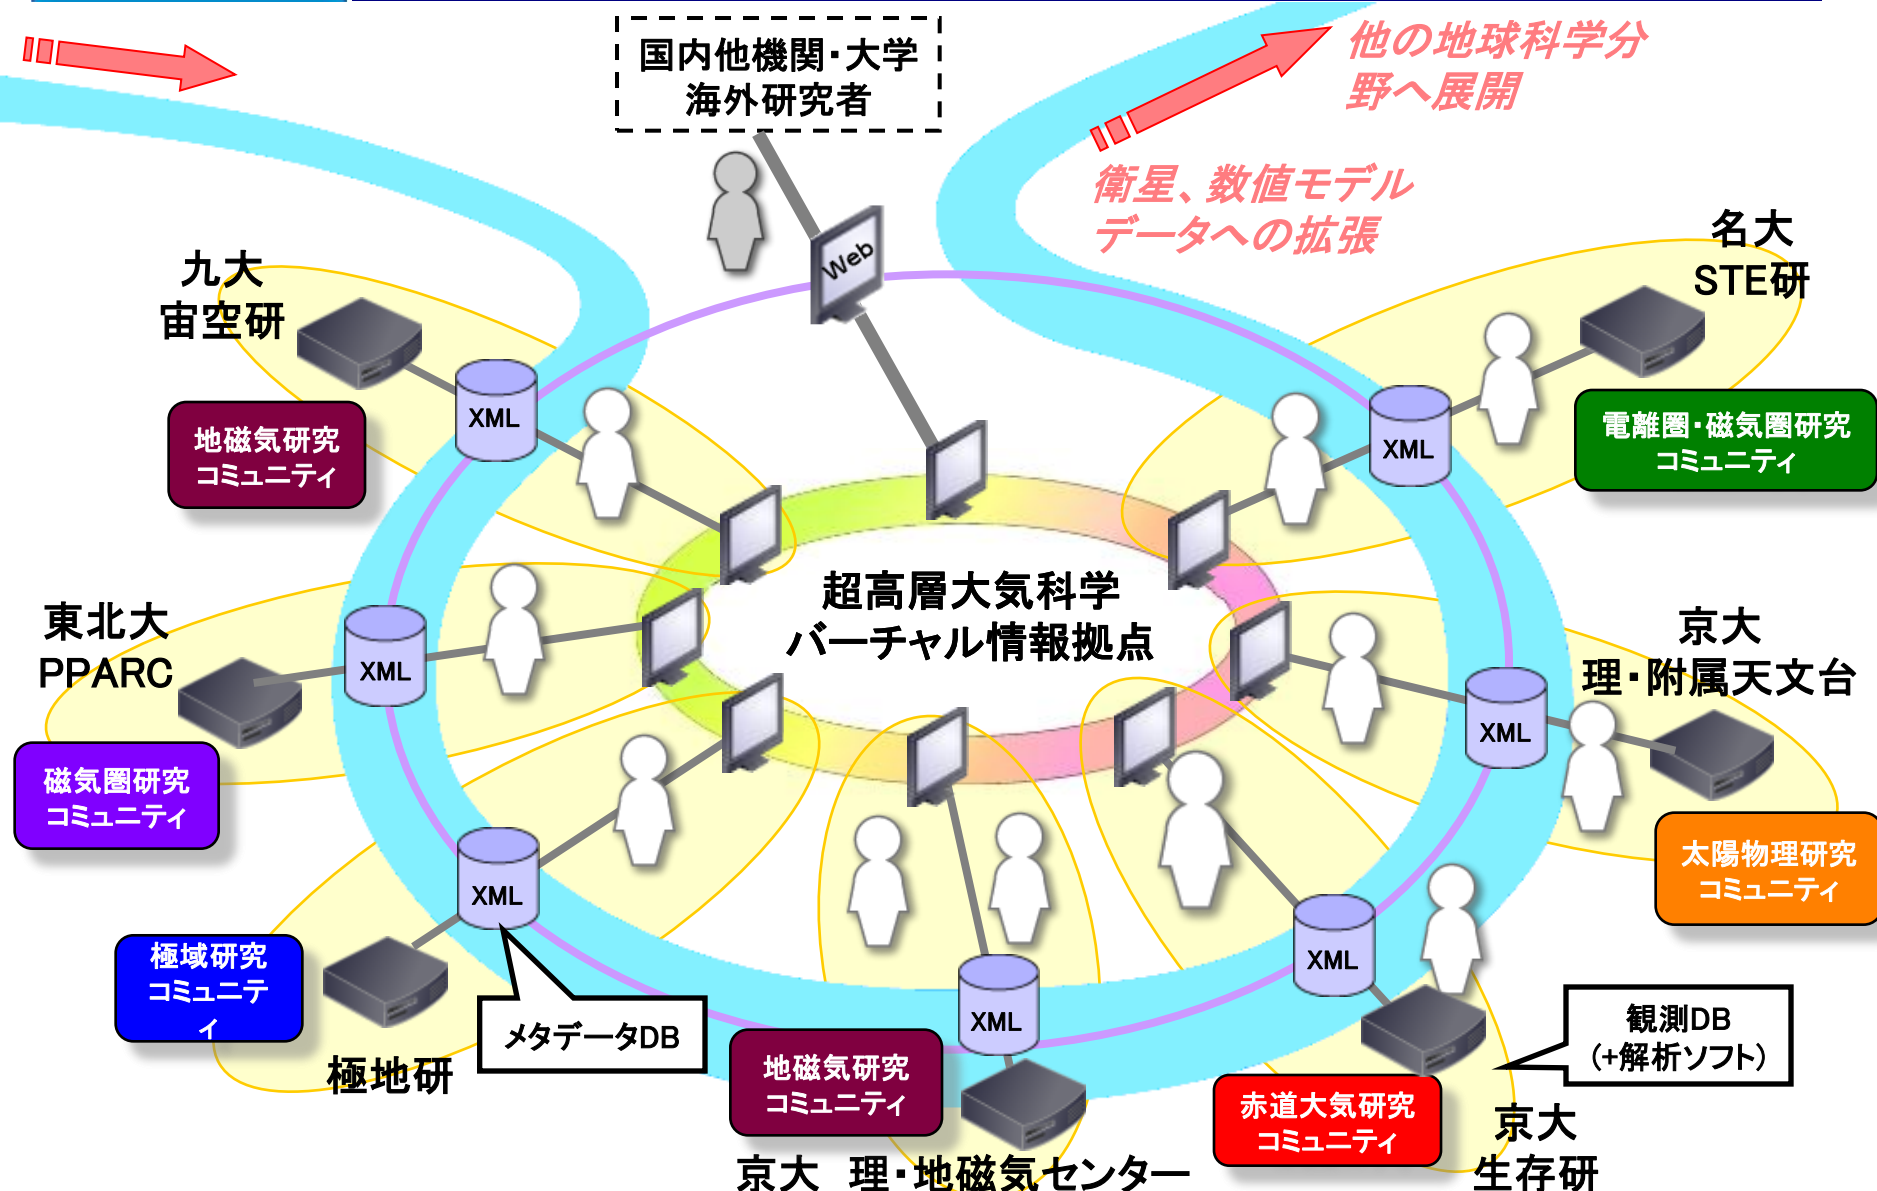 国内他機関・大学
海外研究者
他の地球科学分
野へ展開
衛星、数値モデル
データへの拡張
Web
九大
宙空研
XML
地磁気研究
コミュニティ
名大
STE研
XML
電離圏・磁気圏研究
コミュニティ
超高層大気科学
バーチャル情報拠点
東北大
PPARC
XML
磁気圏研究
コミュニティ
京大
理・附属天文台
XML
太陽物理研究
コミュニティ
XML
極域研究
コミュニテ
ィ
極地研
メタデータDB
XML
地磁気研究
コミュニティ
京大　理・地磁気センター
XML
観測DB
(+解析ソフト)
赤道大気研究
コミュニティ
京大
生存研